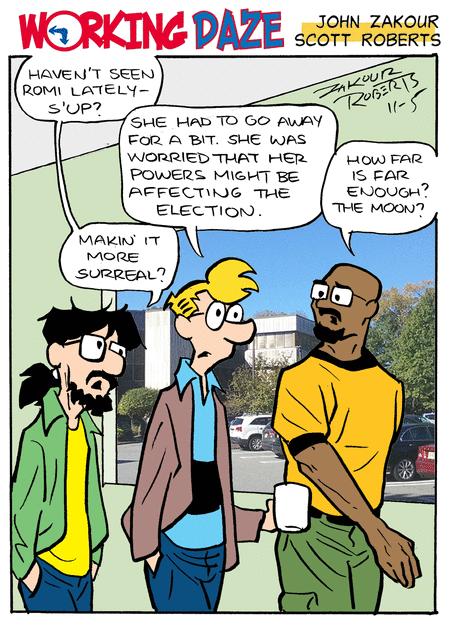 WORKING DAZE
JOHN ZAKOUR
SCOTT ROBERTS
ZAKOUR
ROBERTS
11-5
HAVEN'T SEEN
ROMI LATELY-
S'UP?
SHE HAD TO GO AWAY
FOR A BIT. SHE WAS
WORRIED THAT HER
POWERS MIGHT BE
AFFECTING THE
ELECTION.
MAKIN' IT
MORE
SURREAL?
HOW FAR
IS FAR
ENOUGH?
THE MOON?